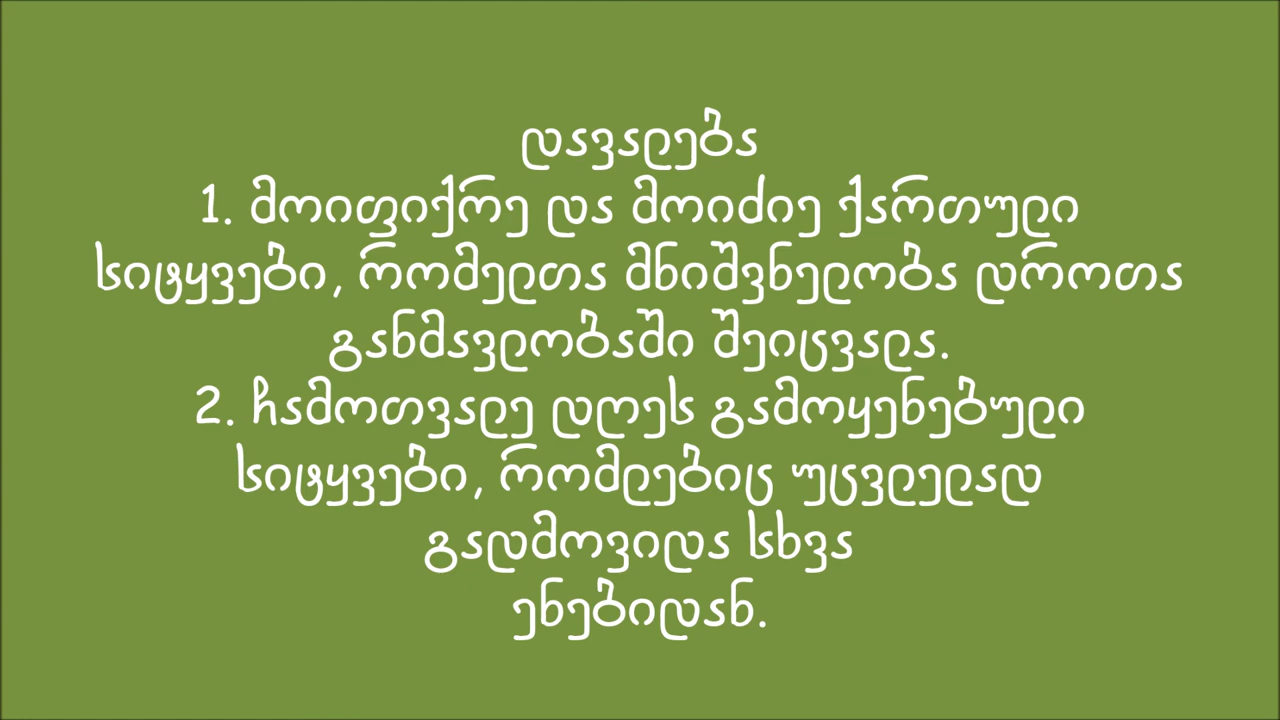 დავალება
1. მოიფიქრე და მოიძიე ქართული
სიტყვები, რომელთა მნიშვნელობა დროთა
განმავლობაში შეიცვალა.
2. ჩამოთვალე დღეს გამოყენებული
სიტყვები, რომლებიც უცვლელად
გადმოვიდა სხვა
ენებიდან.